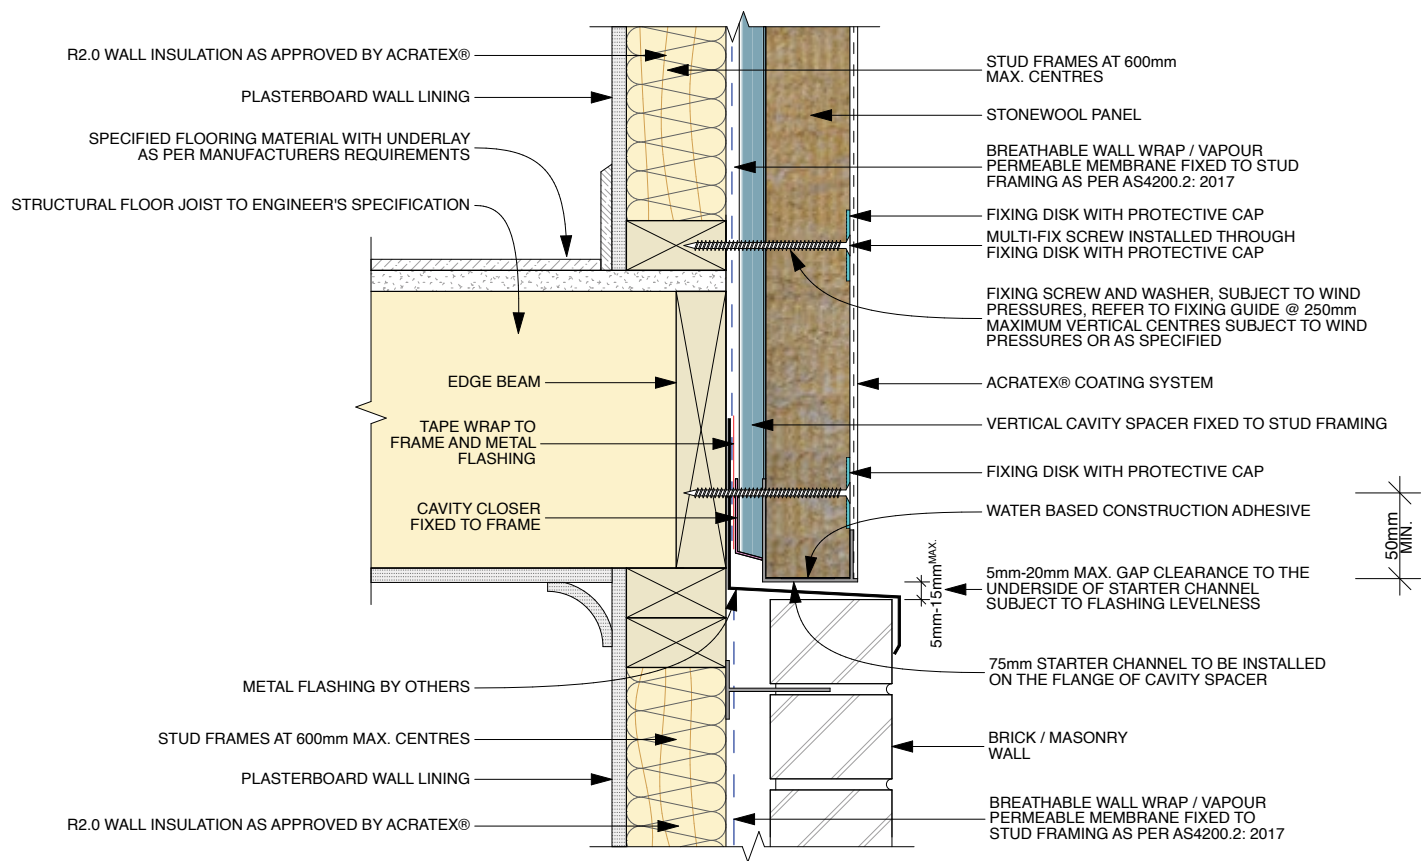 R2.0 WALL INSULATION AS APPROVED BY ACRATEX®
PLASTERBOARD WALL LINING
SPECIFIED FLOORING MATERIAL WITH UNDERLAY
AS PER MANUFACTURERS REQUIREMENTS
STRUCTURAL FLOOR JOIST TO ENGINEER'S SPECIFICATION
EDGE BEAM
TAPE WRAP TO
FRAME AND METAL
FLASHING
CAVITY CLOSER
FIXED TO FRAME
METAL FLASHING BY OTHERS
STUD FRAMES AT 600mm MAX. CENTRES
PLASTERBOARD WALL LINING
R2.0 WALL INSULATION AS APPROVED BY ACRATEX®
STUD FRAMES AT 600mm
MAX. CENTRES
STONEWOOL PANEL
BREATHABLE WALL WRAP / VAPOUR
PERMEABLE MEMBRANE FIXED TO STUD
FRAMING AS PER AS4200.2: 2017
FIXING DISK WITH PROTECTIVE CAP
MULTI-FIX SCREW INSTALLED THROUGH
FIXING DISK WITH PROTECTIVE CAP
FIXING SCREW AND WASHER, SUBJECT TO WIND
PRESSURES, REFER TO FIXING GUIDE @ 250mm
MAXIMUM VERTICAL CENTRES SUBJECT TO WIND
PRESSURES OR AS SPECIFIED
ACRATEX® COATING SYSTEM
VERTICAL CAVITY SPACER FIXED TO STUD FRAMING
FIXING DISK WITH PROTECTIVE CAP
WATER BASED CONSTRUCTION ADHESIVE
50mm
MIN.
5mm-15mm MAX.
5mm-20mm MAX. GAP CLEARANCE TO THE
UNDERSIDE OF STARTER CHANNEL
SUBJECT TO FLASHING LEVELNESS
75mm STARTER CHANNEL TO BE INSTALLED
ON THE FLANGE OF CAVITY SPACER
BRICK / MASONRY
WALL
BREATHABLE WALL WRAP / VAPOUR
PERMEABLE MEMBRANE FIXED TO
STUD FRAMING AS PER AS4200.2: 2017